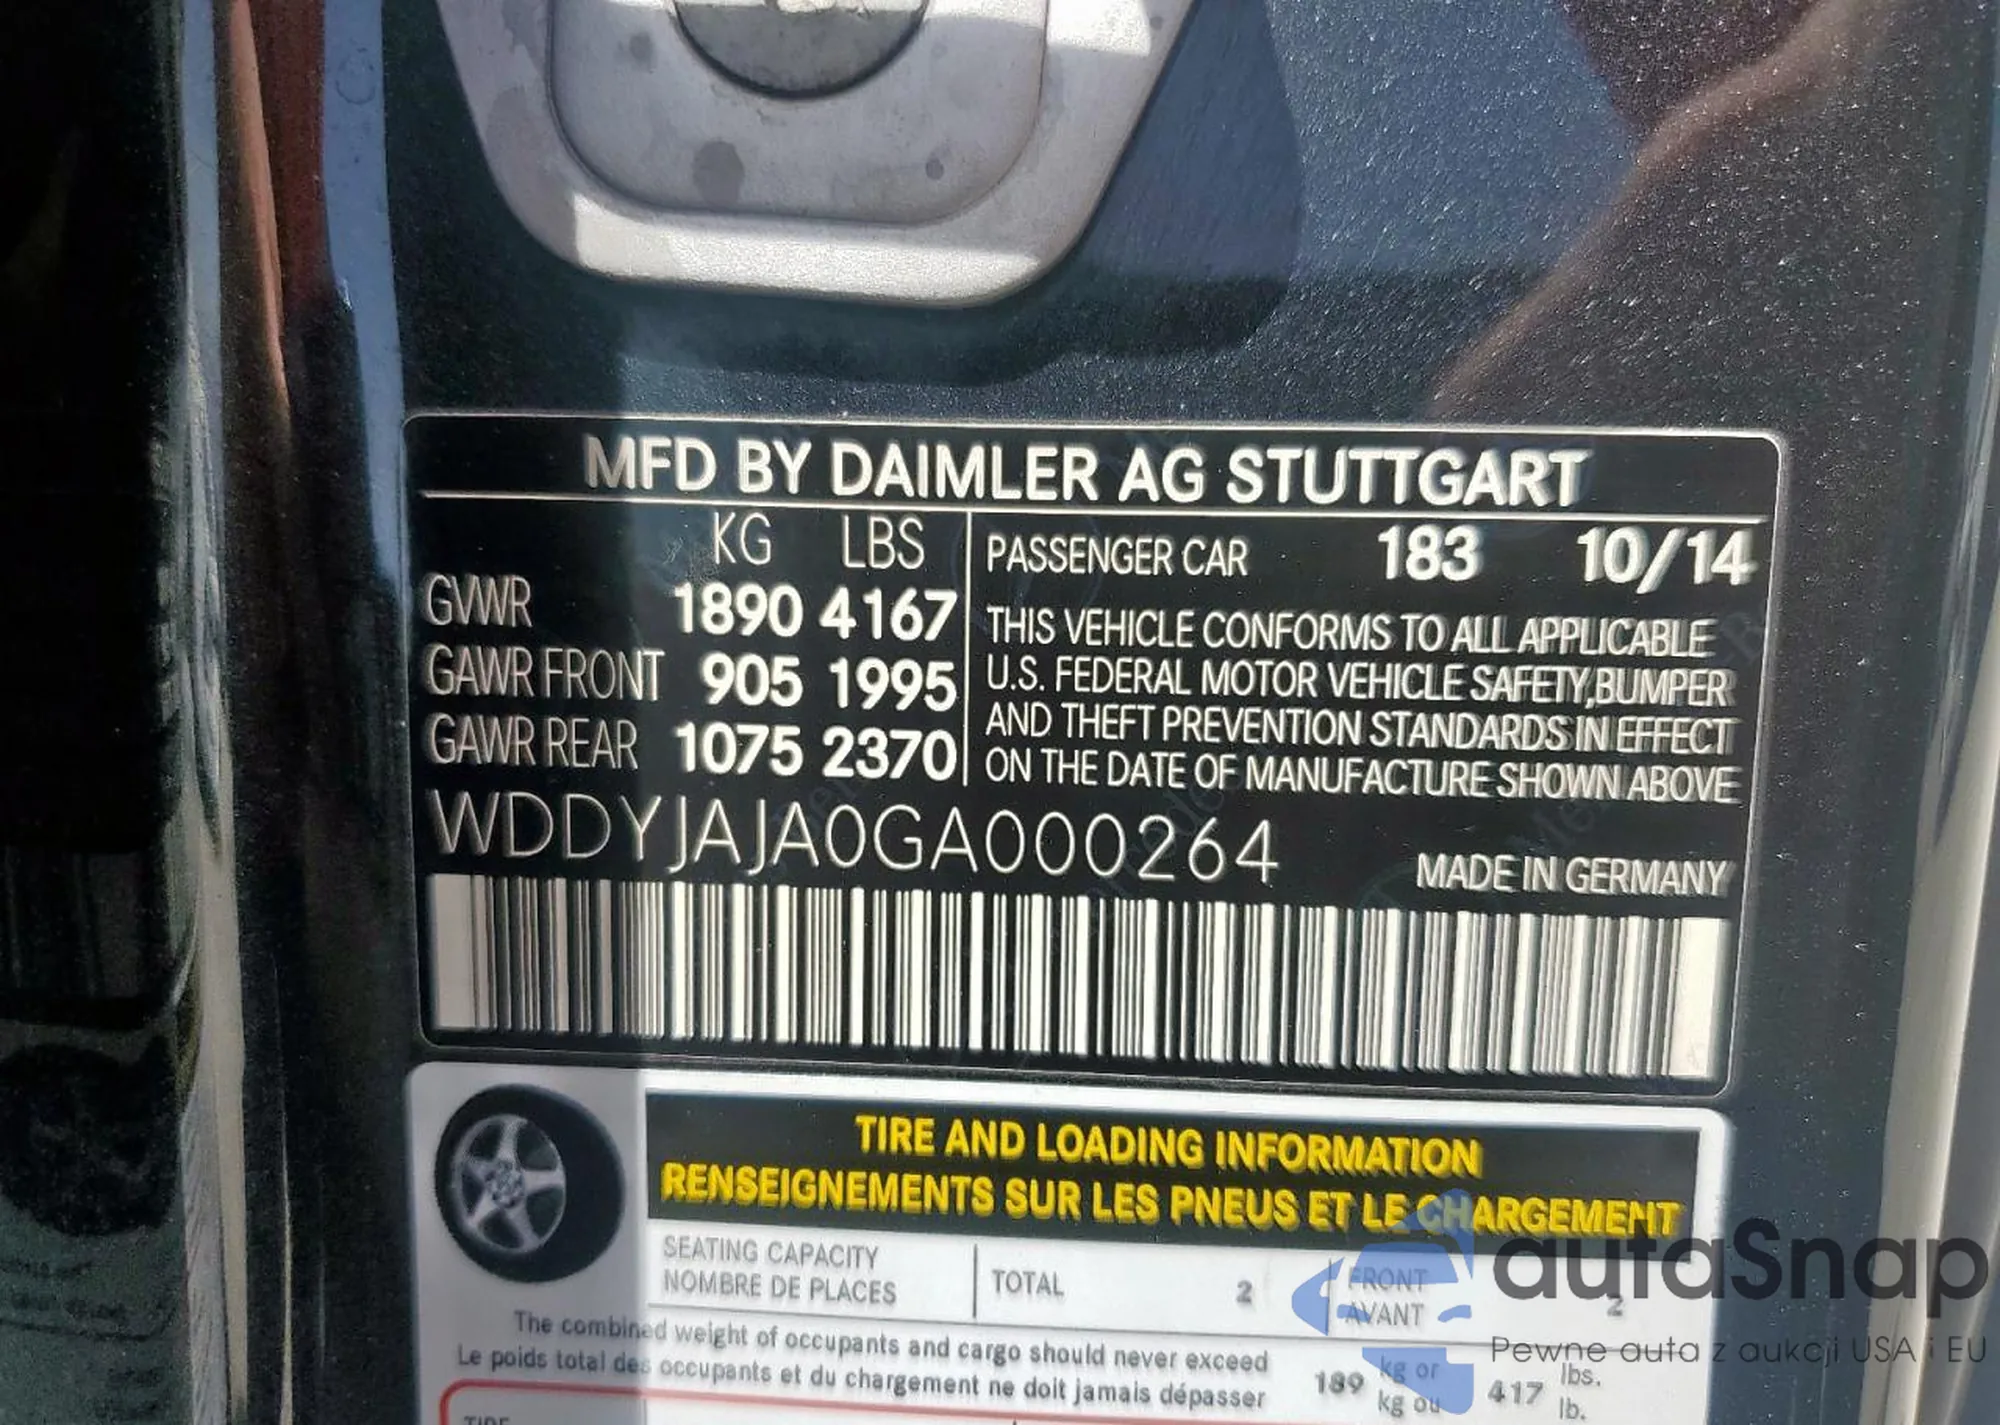 MFD BY DAIMLER AG STUTTGART
KG LBS
GVWR 1890 4167
GAWR FRONT 905 1995
GAWR REAR 1075 2370
PASSENGER CAR 183 10/14
THIS VEHICLE CONFORMS TO ALL APPLICABLE
U.S. FEDERAL MOTOR VEHICLE SAFETY,BUMPER
AND THEFT PREVENTION STANDARDS IN EFFECT
ON THE DATE OF MANUFACTURE SHOWN ABOVE
WDDYJAJA0GA000264
MADE IN GERMANY
TIRE AND LOADING INFORMATION
RENSEIGNEMENTS SUR LES PNEUS ET LE CHARGEMENT
SEATING CAPACITY
NOMBRE DE PLACES
TOTAL 2
FRONT
AVANT
2
The combined weight of occupants and cargo should never exceed
Le poids total des occupants et du chargement ne doit jamais dépasser
189 kg or
kg ou
417 lbs.
lb.
TIRE
autaSnap
Pewne auta z aukcji USA i EU